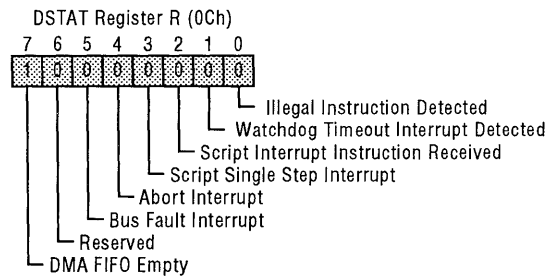 DSTAT Register R (0Ch)
7 6 5 4 3 2 1 0
1 0 0 0 0 0 0 0
Illegal Instruction Detected
Watchdog Timeout Interrupt Detected
Script Interrupt Instruction Received
Script Single Step Interrupt
Abort Interrupt
Bus Fault Interrupt
Reserved
DMA FIFO Empty